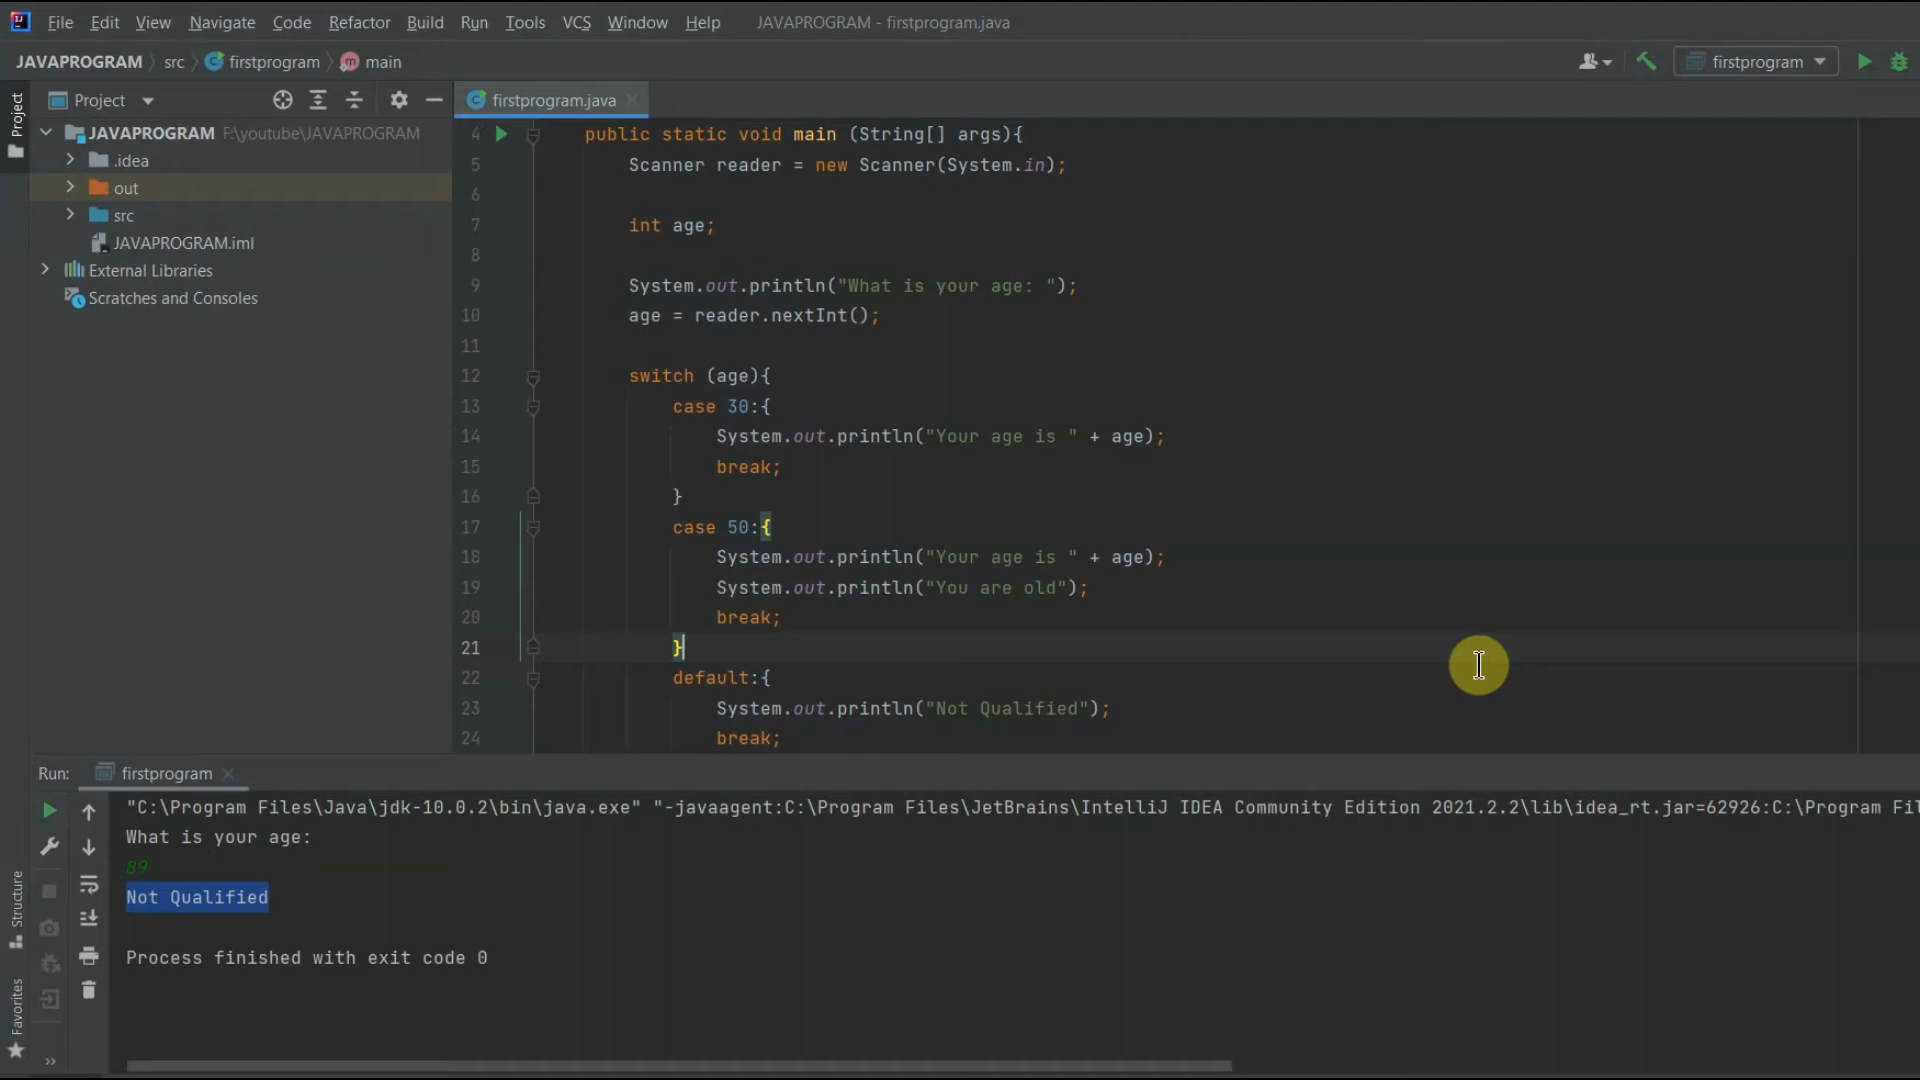 File Edit View Navigate Code Refactor Build Run Tools VCS Window Help JAVAPROGRAM - firstprogram.java
JAVAPROGRAM src firstprogram main firstprogram
Project
Project
firstprogram.java
JAVAPROGRAM F:\youtube\JAVAPROGRAM
.idea
out
src
JAVAPROGRAM.iml
External Libraries
Scratches and Consoles
4 public static void main (String[] args){
5 Scanner reader = new Scanner(System.in);
6
7 int age;
8
9 System.out.println("What is your age: ");
10 age = reader.nextInt();
11
12 switch (age){
13 case 30:{
14 System.out.println("Your age is " + age);
15 break;
16 }
17 case 50:{
18 System.out.println("Your age is " + age);
19 System.out.println("You are old");
20 break;
21 }
22 default:{
23 System.out.println("Not Qualified");
24 break;
Run: firstprogram
"C:\Program Files\Java\jdk-10.0.2\bin\java.exe" "-javaagent:C:\Program Files\JetBrains\IntelliJ IDEA Community Edition 2021.2.2\lib\idea_rt.jar=62926:C:\Program Fil
What is your age:
89
Not Qualified
Process finished with exit code 0
Structure
Favorites